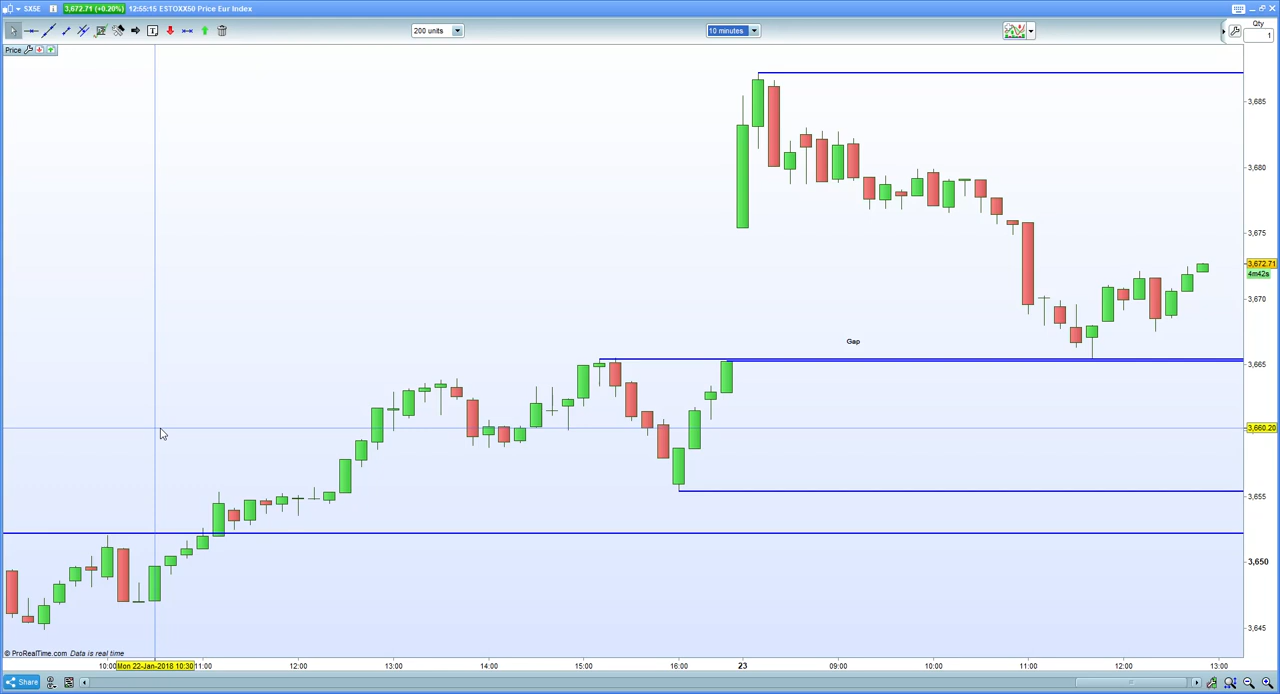 SX5E 3,672.71 (+0.20%) 12:55:15 ESTOXX50 Price Eur Index
200 units 10 minutes Qty
1
Price
3,685
3,680
3,675
3,672.71
4m42s
3,670
Gap
3,665
3,660.20
3,655
3,650
3,645
© ProRealTime.com Data is real time
10:00 Mon 22-Jan-2018 10:30 11:00 12:00 13:00 14:00 15:00 16:00 23 09:00 10:00 11:00 12:00 13:00
Share